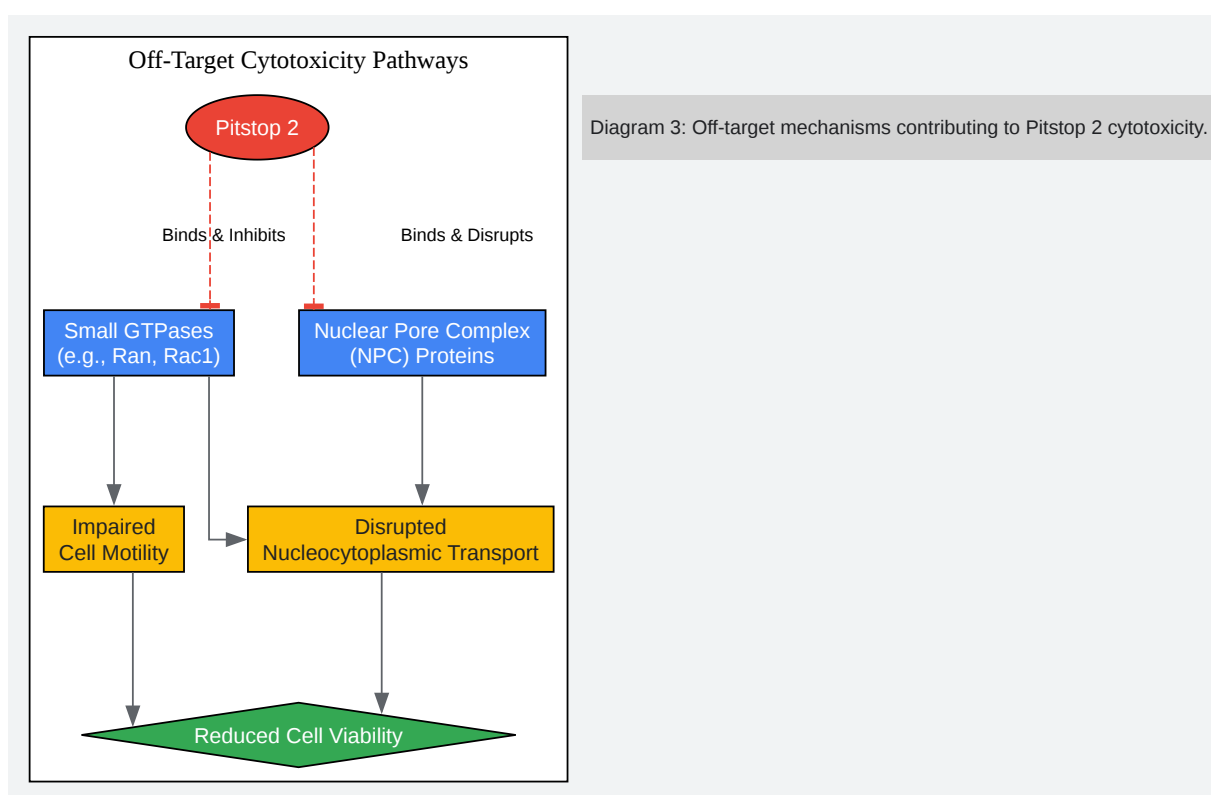 Off-Target Cytotoxicity Pathways
Pitstop 2
Diagram 3: Off-target mechanisms contributing to Pitstop 2 cytotoxicity.
Binds & Inhibits
Binds & Disrupts
Small GTPases
(e.g., Ran, Rac1)
Nuclear Pore Complex
(NPC) Proteins
Impaired
Cell Motility
Disrupted
Nucleocytoplasmic Transport
Reduced Cell Viability